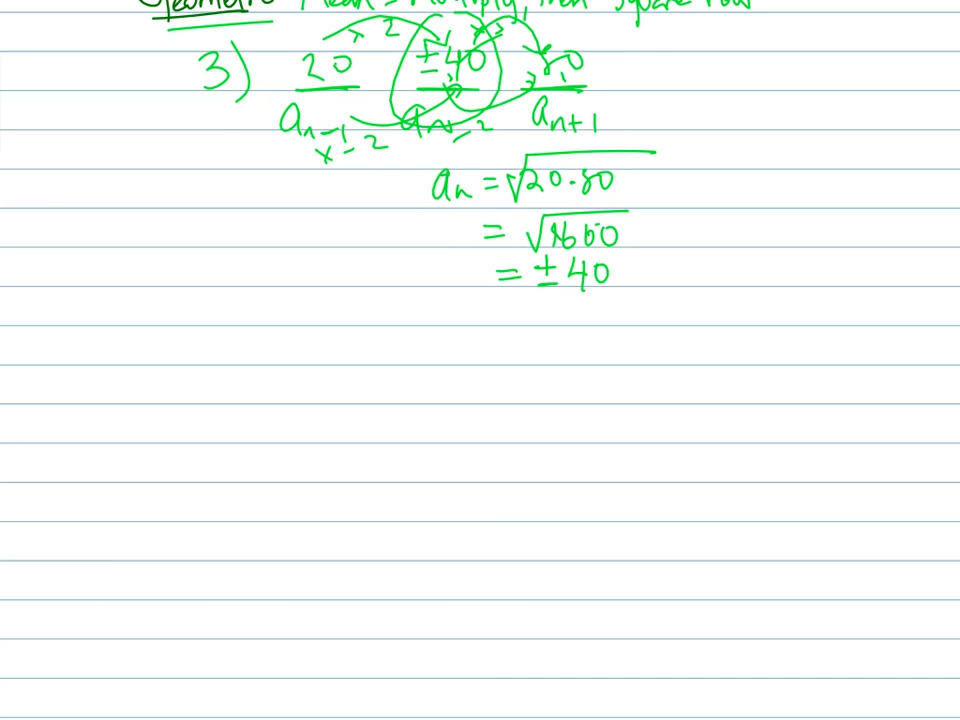 Geometric Mean = Multiply, then square root
3) 20 ±40 80
×2 ×2
aₙ₋₁ aₙ aₙ₊₁
×-2 -2
aₙ = √20·80
= √1600
= ±40